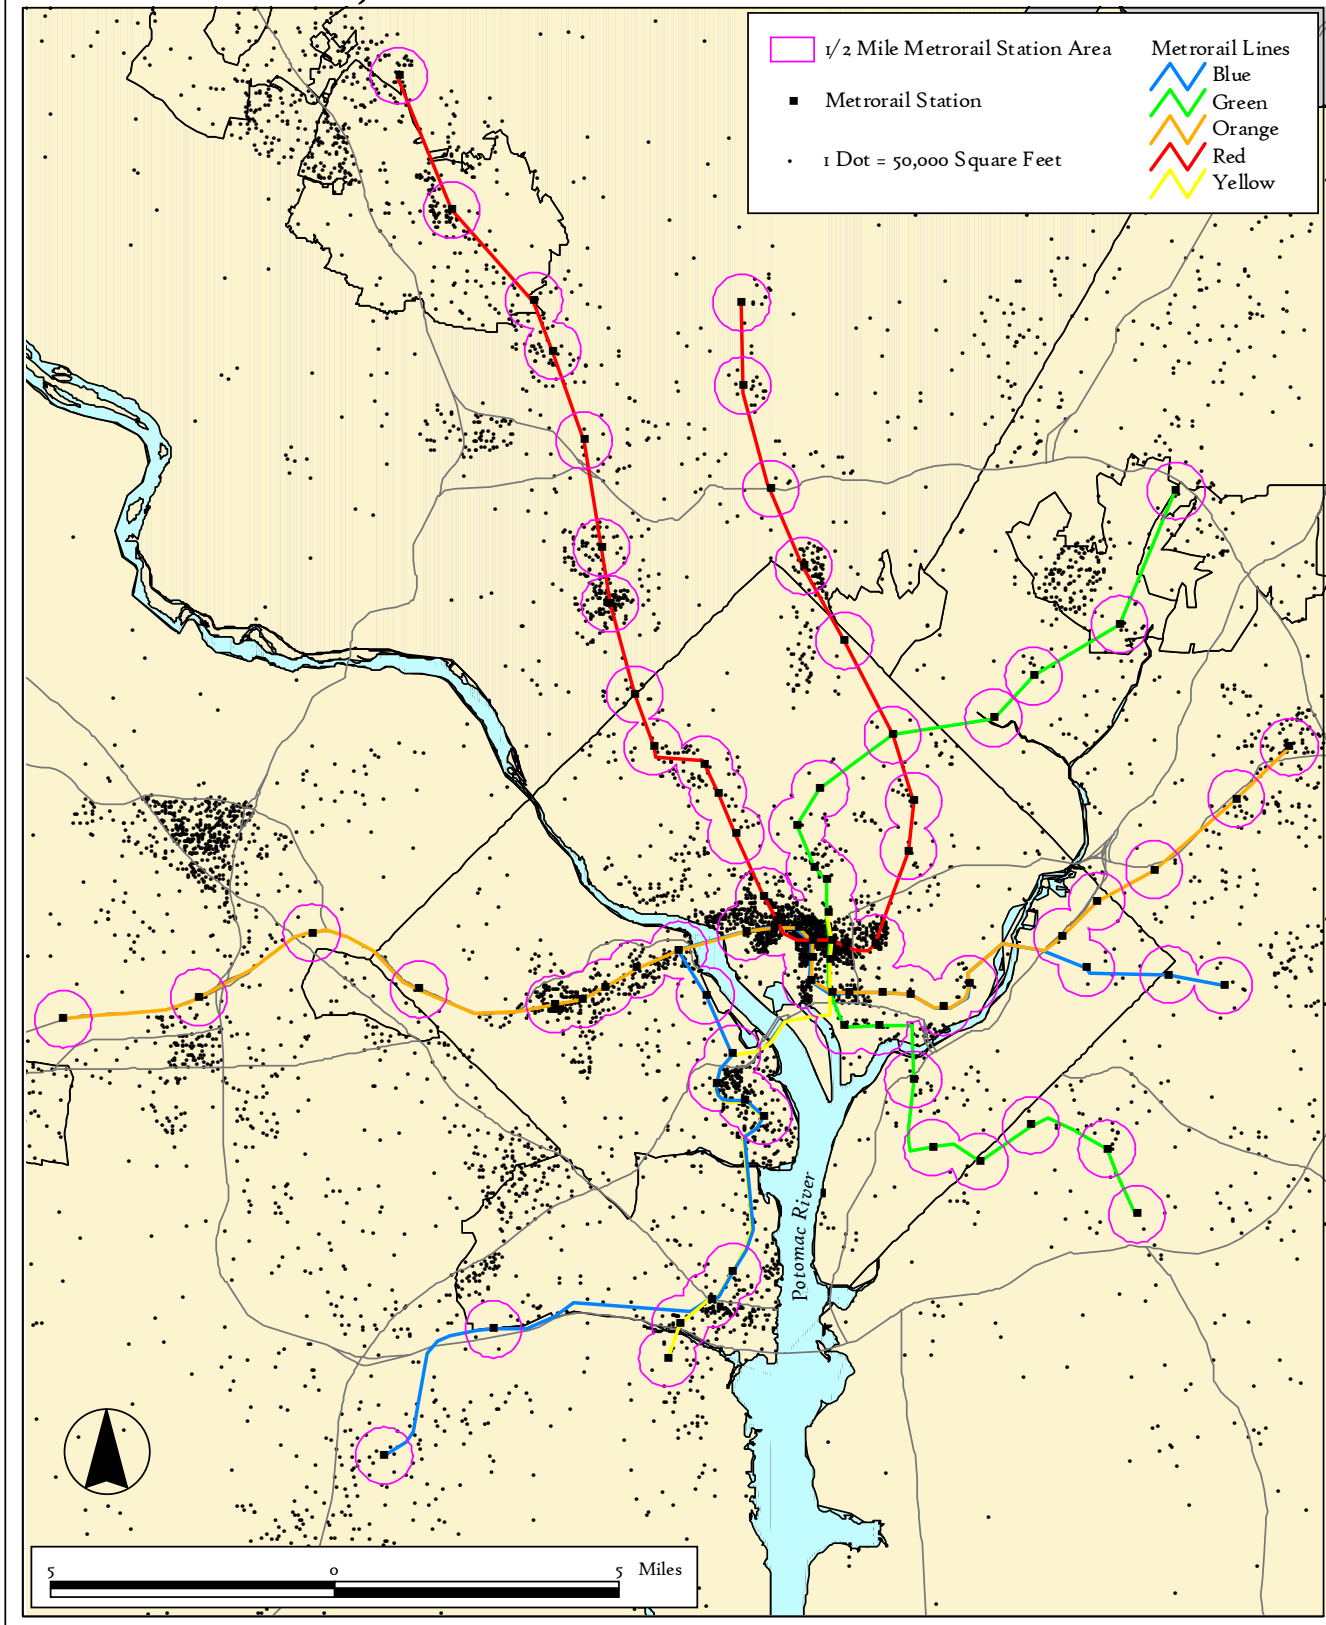 1/2 Mile Metrorail Station Area
Metrorail Station
1 Dot = 50,000 Square Feet
Metrorail Lines
Blue
Green
Orange
Red
Yellow
Potomac River
5 0 5 Miles